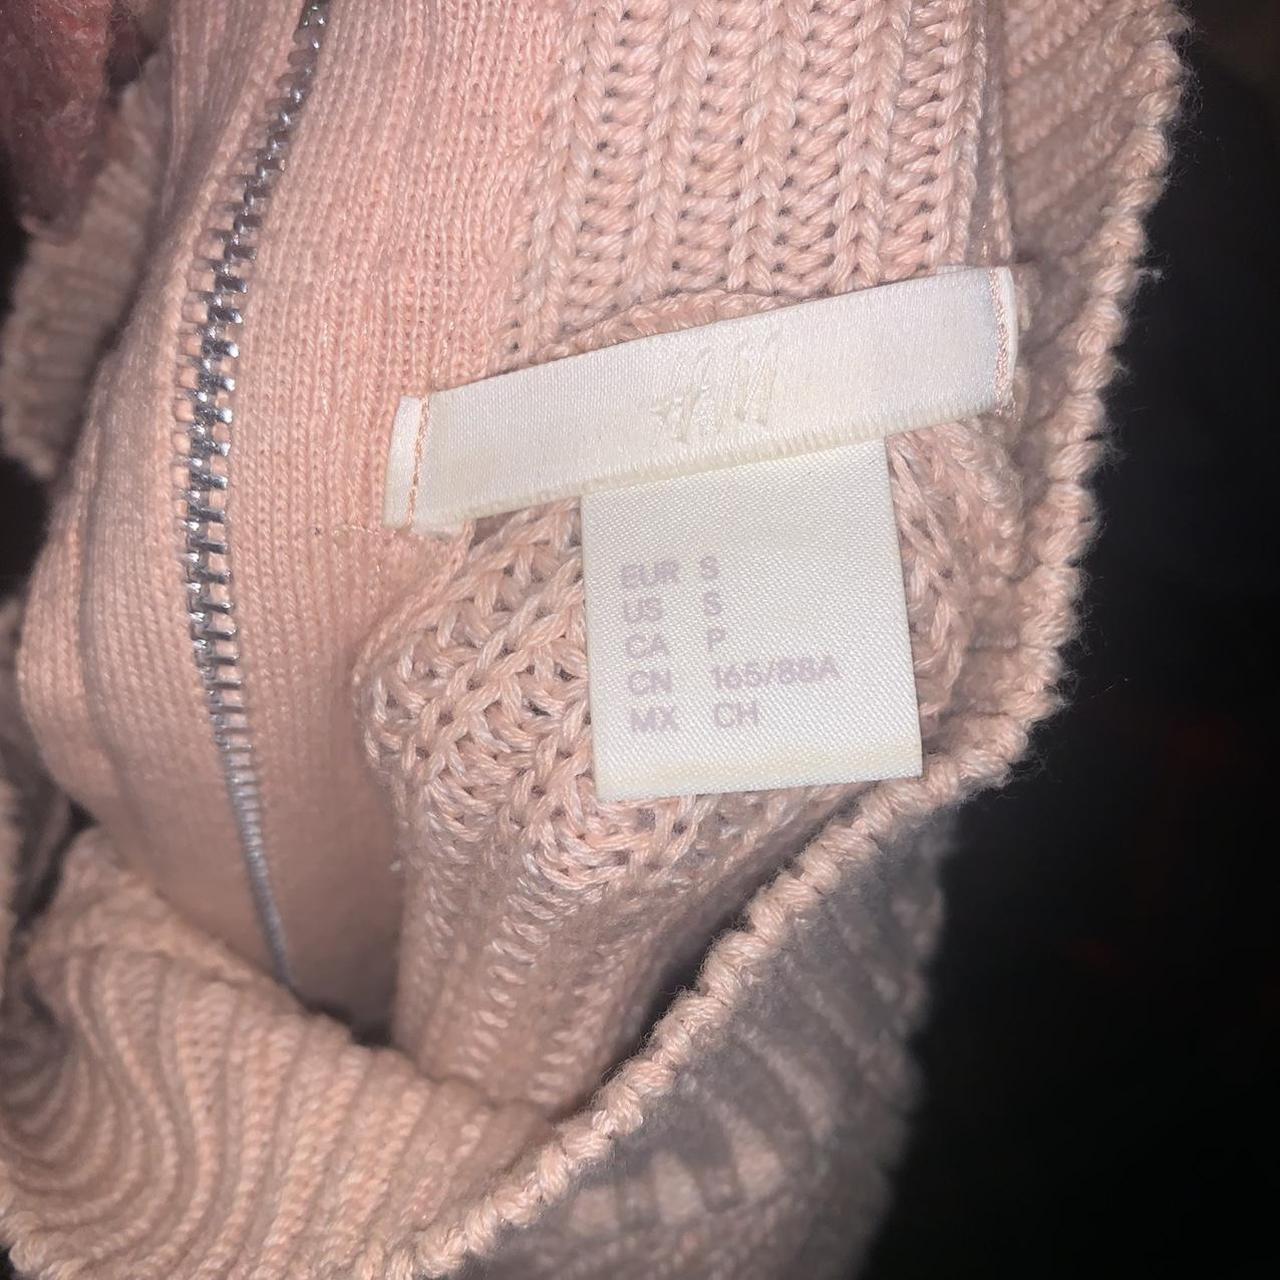 H&M
EUR S
US S
CA P
CN 165/88A
MX CH